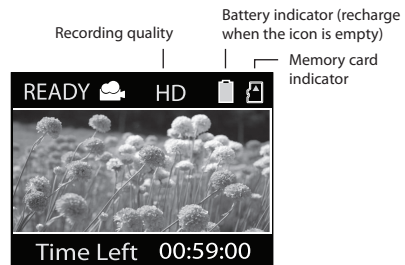 Battery indicator (recharge
when the icon is empty)
Recording quality
Memory card
indicator
READY HD
Time Left 00:59:00